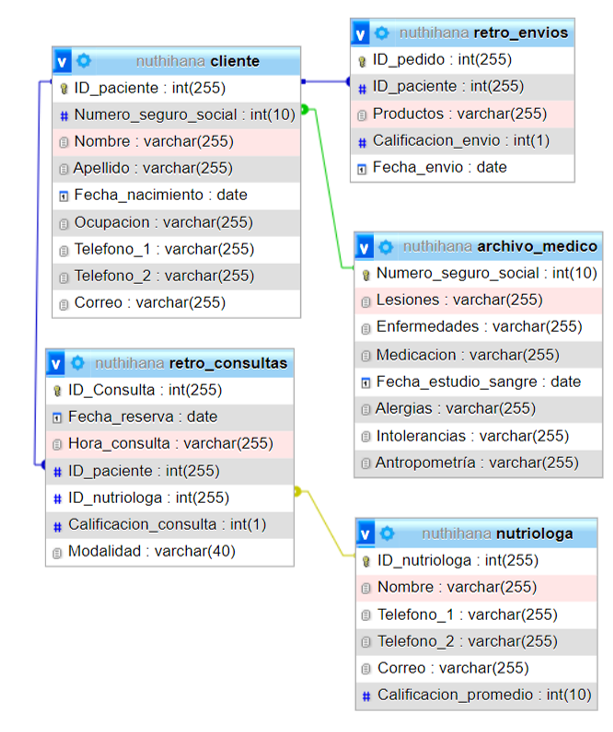 nuthihana cliente
ID_paciente : int(255)
Numero_seguro_social : int(10)
Nombre : varchar(255)
Apellido : varchar(255)
Fecha_nacimiento : date
Ocupacion : varchar(255)
Telefono_1 : varchar(255)
Telefono_2 : varchar(255)
Correo : varchar(255)
nuthihana retro_envios
ID_pedido : int(255)
ID_paciente : int(255)
Productos : varchar(255)
Calificacion_envio : int(1)
Fecha_envio : date
nuthihana archivo_medico
Numero_seguro_social : int(10)
Lesiones : varchar(255)
Enfermedades : varchar(255)
Medicacion : varchar(255)
Fecha_estudio_sangre : date
Alergias : varchar(255)
Intolerancias : varchar(255)
Antropometría : varchar(255)
nuthihana retro_consultas
ID_Consulta : int(255)
Fecha_reserva : date
Hora_consulta : varchar(255)
ID_paciente : int(255)
ID_nutriologa : int(255)
Calificacion_consulta : int(1)
Modalidad : varchar(40)
nuthihana nutriologa
ID_nutriologa : int(255)
Nombre : varchar(255)
Telefono_1 : varchar(255)
Telefono_2 : varchar(255)
Correo : varchar(255)
Calificacion_promedio : int(10)